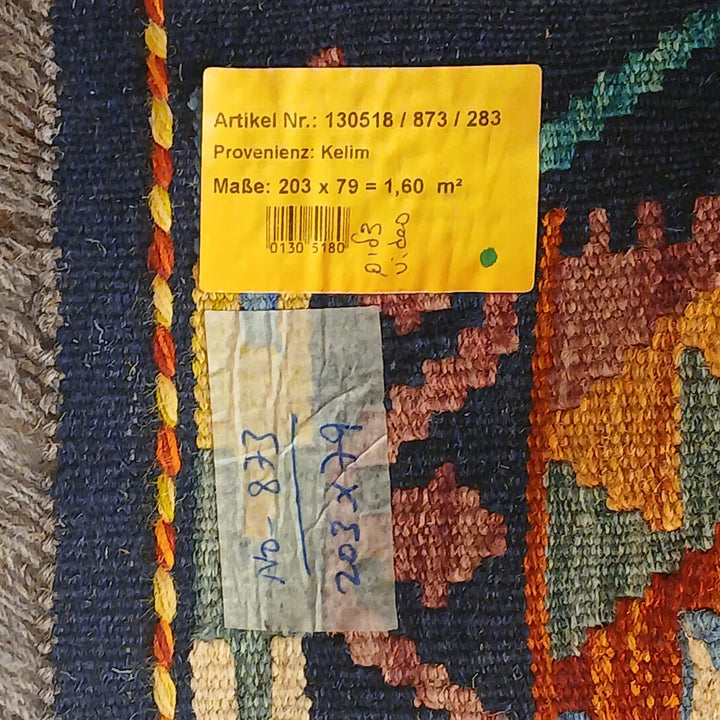 Artikel Nr.: 130518 / 873 / 283
Provenienz: Kelim
Maße: 203 x 79 = 1,60 m²
0130 5180
video
No- 873
203 x 79